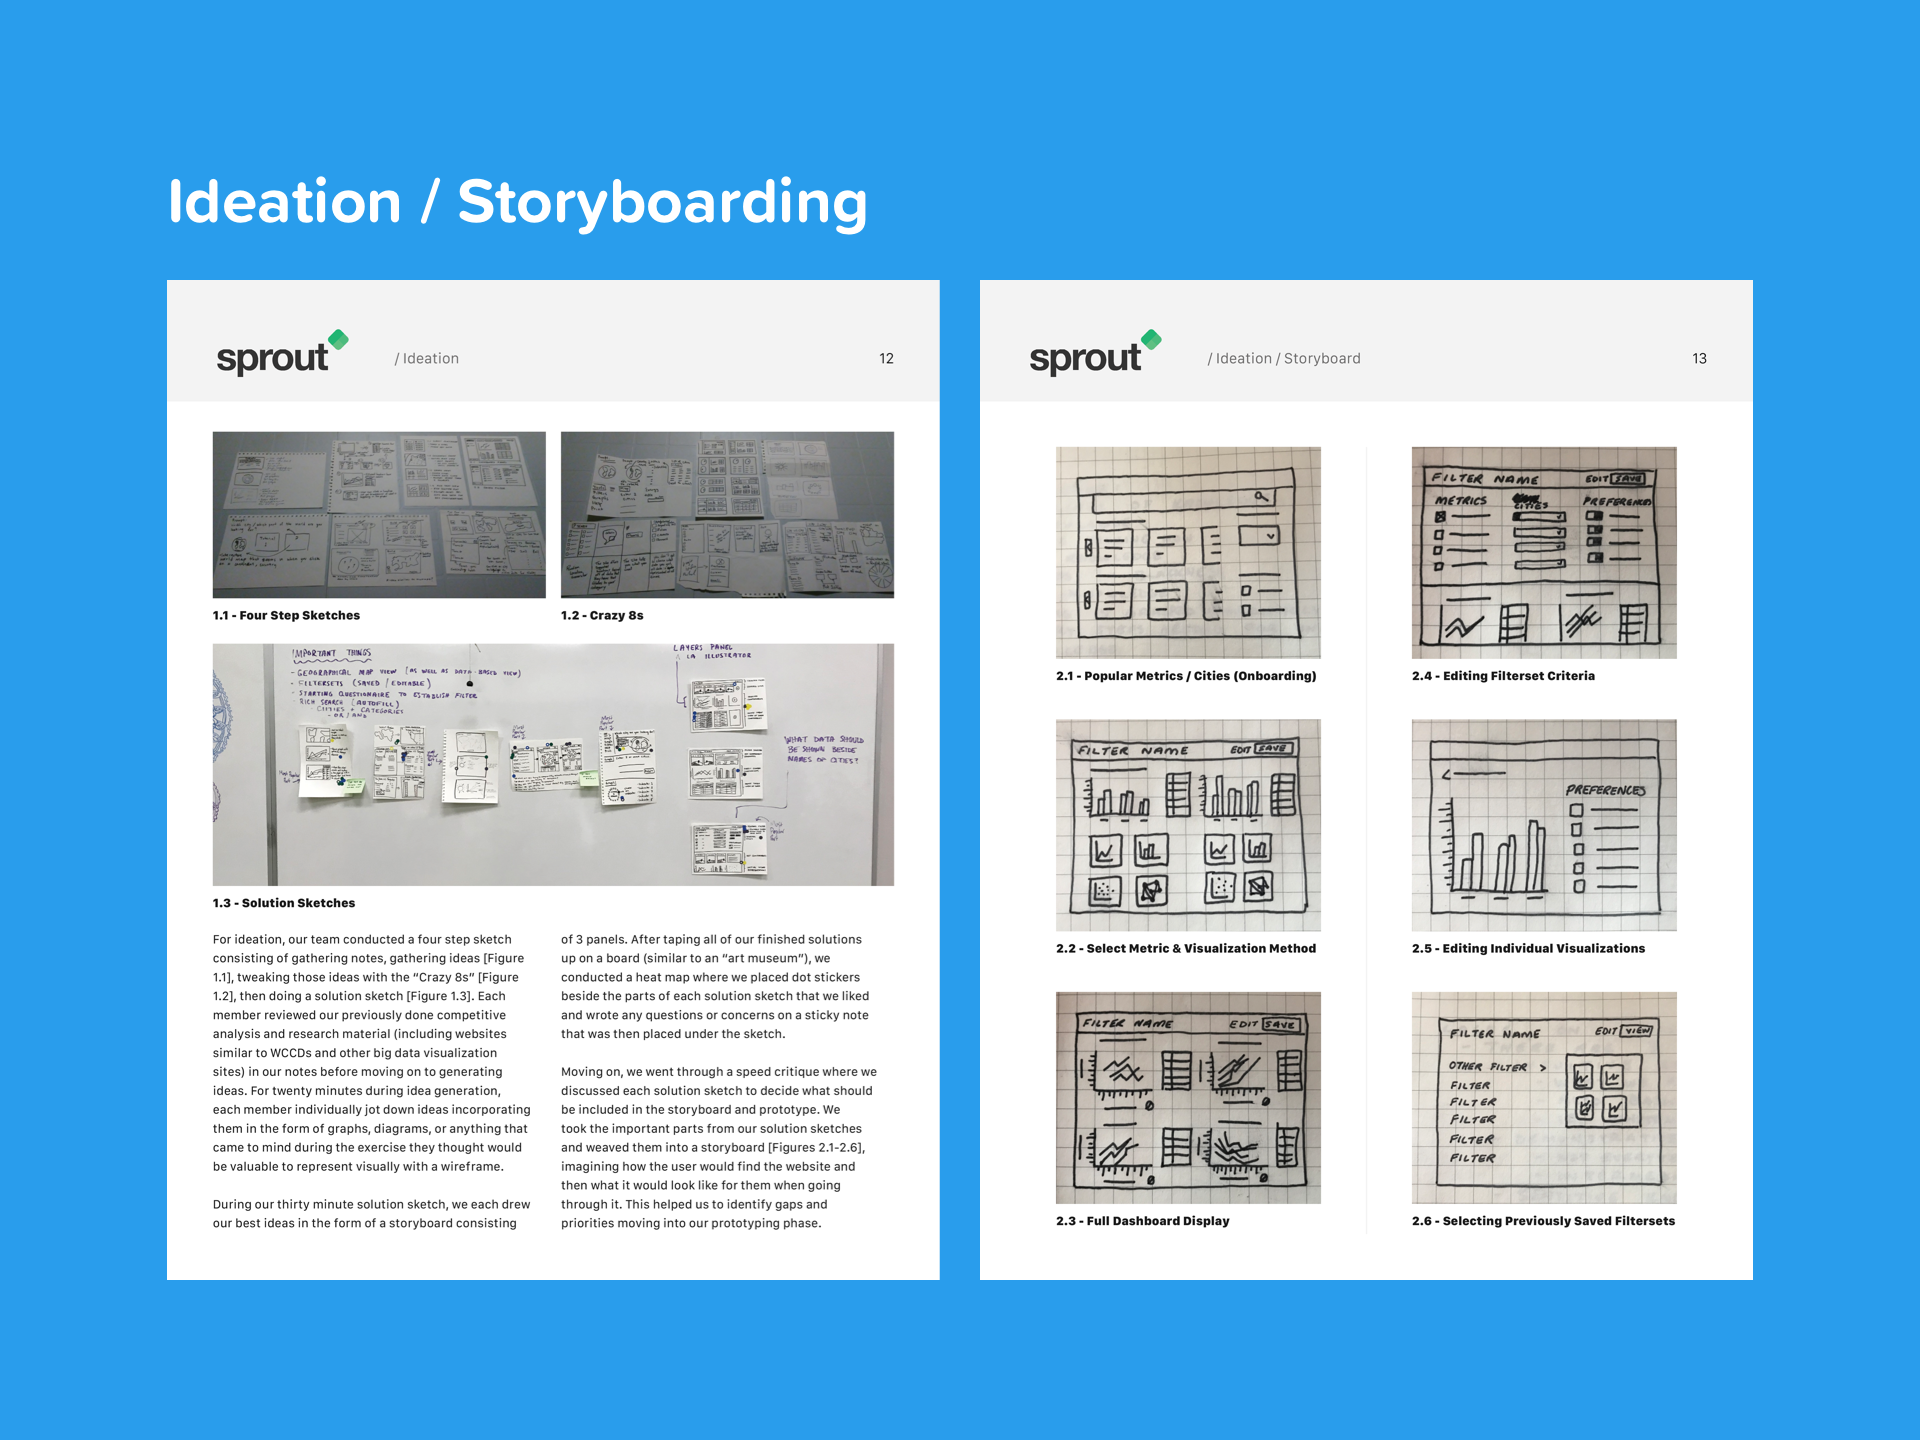 Ideation / Storyboarding
sprout
/ Ideation
12
1.1 - Four Step Sketches
1.2 - Crazy 8s
IMPORTANT THINGS
- GEOGRAPHICAL MAP VIEW (AS WELL AS DATA-BASED VIEW)
- FILTERSETS (SAVED / EDITABLE)
- STARTING QUESTIONAIRE TO ESTABLISH FILTER
- RICH SEARCH (AUTOFILL)
- CITIES + CATEGORIES
- OR / AND
LAYERS PANEL
LA ILLUSTRATOR
WHAT DATA SHOULD
BE SHOWN BESIDE
NAMES OF CITIES?
1.3 - Solution Sketches
For ideation, our team conducted a four step sketch
consisting of gathering notes, gathering ideas [Figure
1.1], tweaking those ideas with the “Crazy 8s” [Figure
1.2], then doing a solution sketch [Figure 1.3]. Each
member reviewed our previously done competitive
analysis and research material (including websites
similar to WCCDs and other big data visualization
sites) in our notes before moving on to generating
ideas. For twenty minutes during idea generation,
each member individually jot down ideas incorporating
them in the form of graphs, diagrams, or anything that
came to mind during the exercise they thought would
be valuable to represent visually with a wireframe.
During our thirty minute solution sketch, we each drew
our best ideas in the form of a storyboard consisting
of 3 panels. After taping all of our finished solutions
up on a board (similar to an “art museum”), we
conducted a heat map where we placed dot stickers
beside the parts of each solution sketch that we liked
and wrote any questions or concerns on a sticky note
that was then placed under the sketch.
Moving on, we went through a speed critique where we
discussed each solution sketch to decide what should
be included in the storyboard and prototype. We
took the important parts from our solution sketches
and weaved them into a storyboard [Figures 2.1-2.6],
imagining how the user would find the website and
then what it would look like for them when going
through it. This helped us to identify gaps and
priorities moving into our prototyping phase.
sprout
/ Ideation / Storyboard
13
2.1 - Popular Metrics / Cities (Onboarding)
FILTER NAME EDIT SAVE
2.2 - Select Metric & Visualization Method
FILTER NAME EDIT SAVE
2.3 - Full Dashboard Display
FILTER NAME EDIT SAVE
METRICS CITIES PREFERENCES
2.4 - Editing Filterset Criteria
PREFERENCES
2.5 - Editing Individual Visualizations
FILTER NAME EDIT VIEW
OTHER FILTER >
FILTER
FILTER
FILTER
FILTER
FILTER
2.6 - Selecting Previously Saved Filtersets